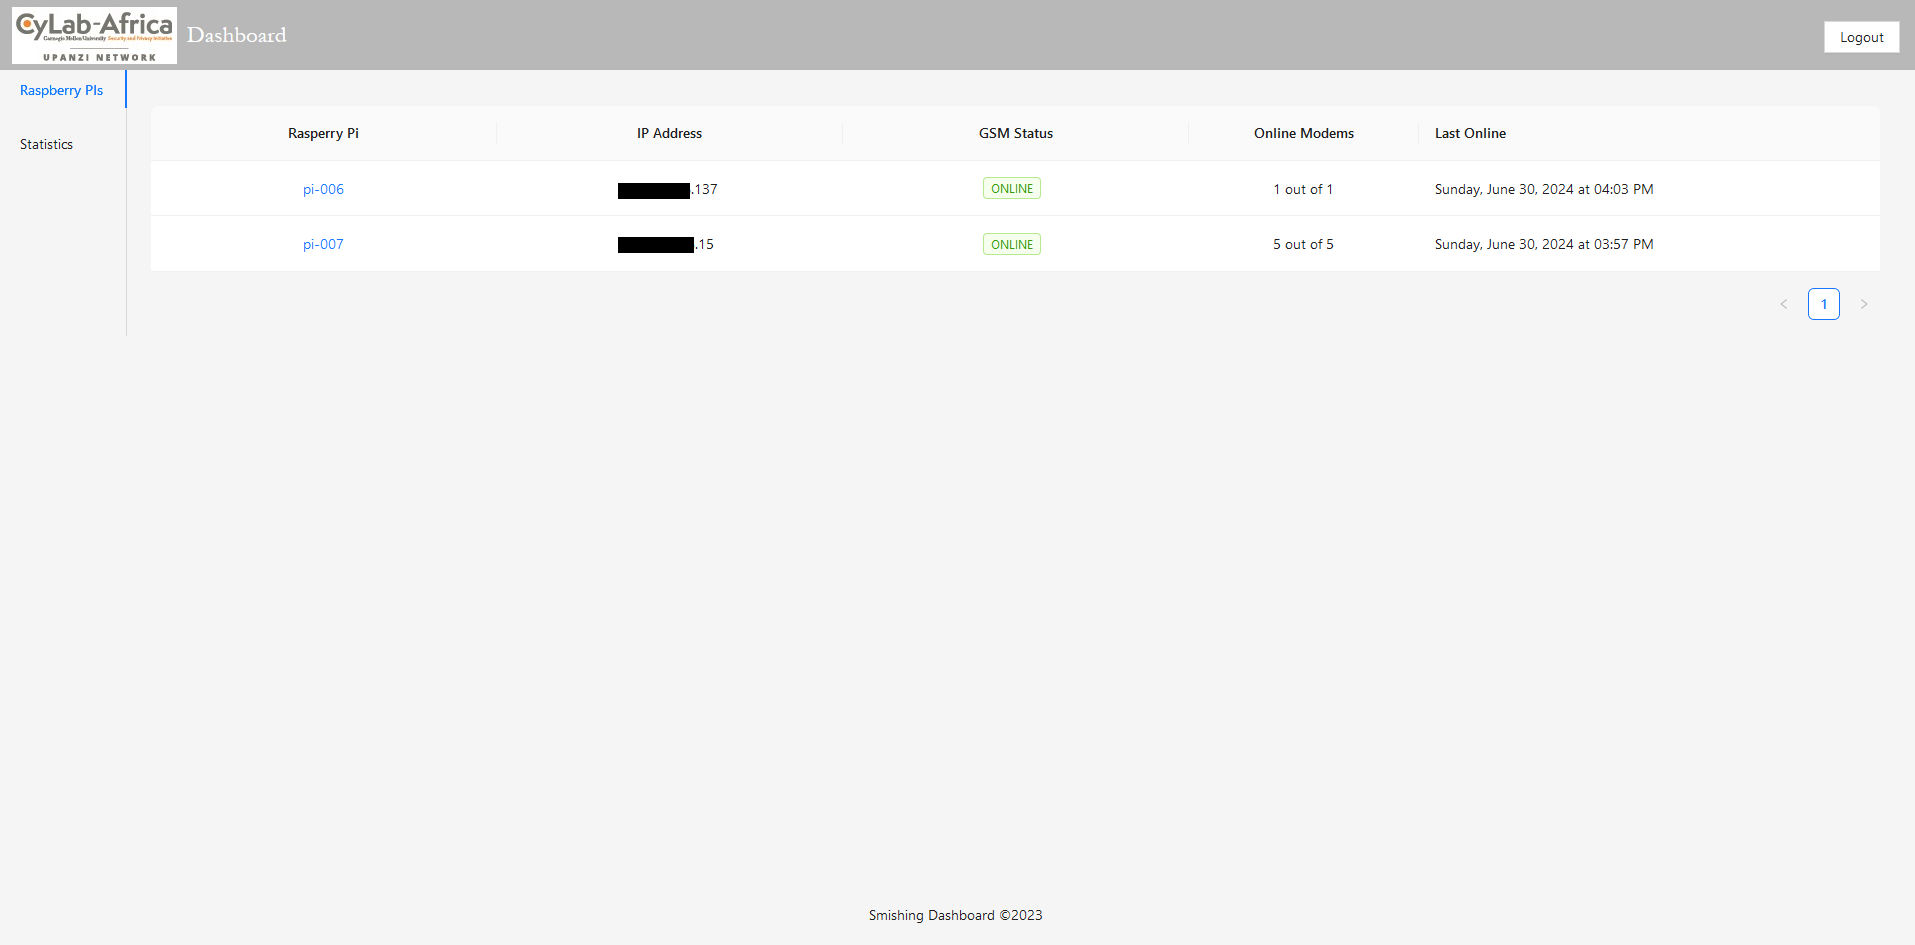 CyLab-Africa
Carnegie Mellon University Security and Privacy Initiative
UPANZI NETWORK
Dashboard
Logout
Raspberry PIs
Statistics
Rasperry Pi IP Address GSM Status Online Modems Last Online
pi-006 .137 ONLINE 1 out of 1 Sunday, June 30, 2024 at 04:03 PM
pi-007 .15 ONLINE 5 out of 5 Sunday, June 30, 2024 at 03:57 PM
< 1 >
Smishing Dashboard ©2023